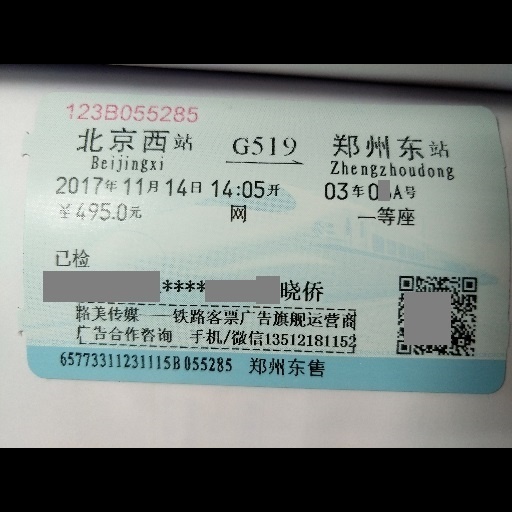 123B055285
北京西站 G519 郑州东站
Beijingxi Zhengzhoudong
2017年11月14日 14:05开 03车0 A号
¥495.0元 网 一等座
已检
**** 晓侨
路美传媒——铁路客票广告旗舰运营商
广告合作咨询 手机/微信13512181152
65773311231115B055285 郑州东售